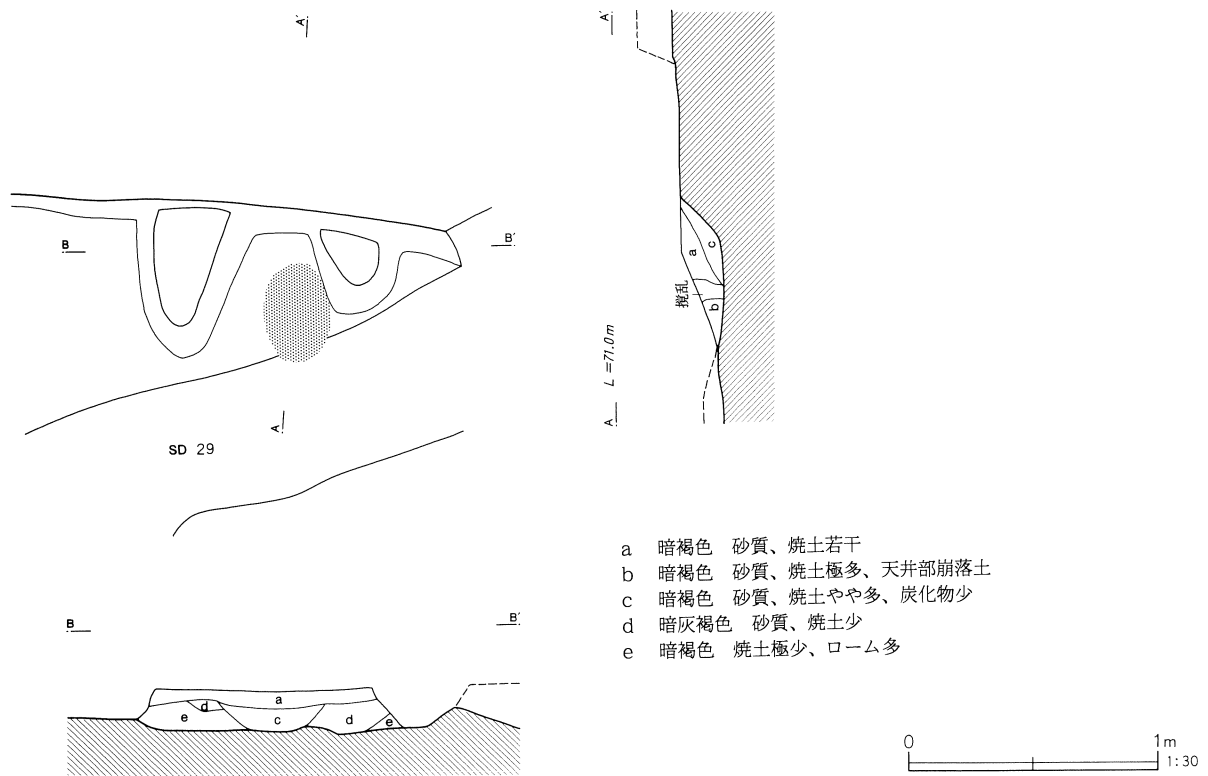 A′
A′
B
B′
a
c
撹乱
b
L=71.0m
A
A
SD 29
a 暗褐色 砂質、焼土若干
b 暗褐色 砂質、焼土極多、天井部崩落土
c 暗褐色 砂質、焼土やや多、炭化物少
d 暗灰褐色 砂質、焼土少
e 暗褐色 焼土極少、ローム多
B
B′
a
d
e
c
d
e
0
1m
1:30